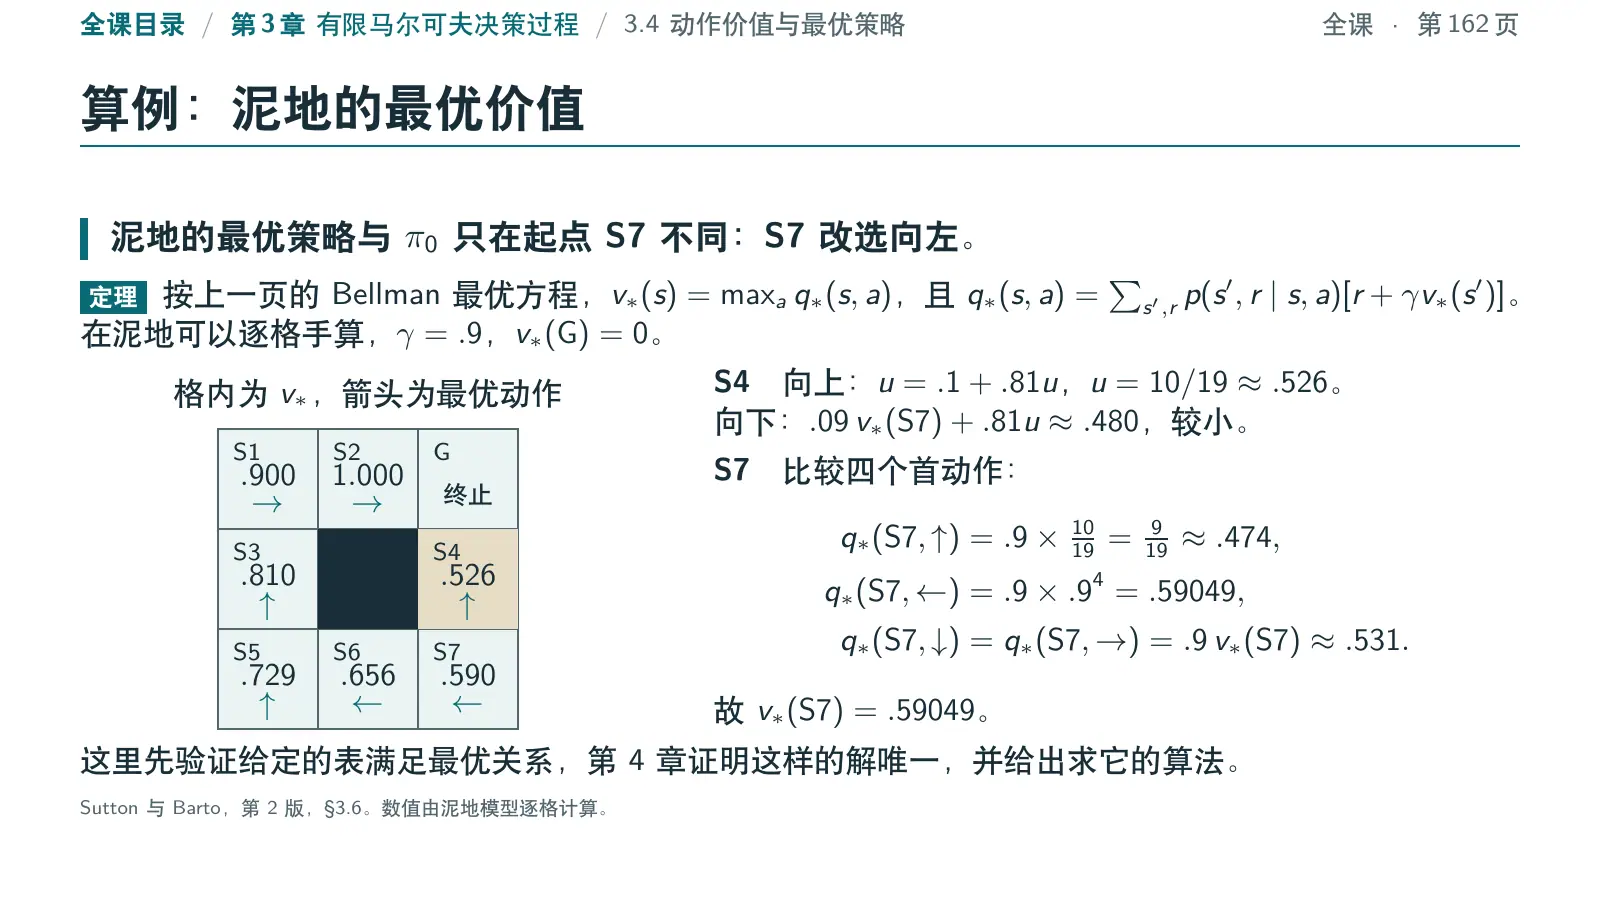 全课目录 / 第 3 章 有限马尔可夫决策过程 / 3.4 动作价值与最优策略
全课 · 第 162 页
算例：泥地的最优价值
泥地的最优策略与 π₀ 只在起点 S7 不同：S7 改选向左。
定理 按上一页的 Bellman 最优方程，v∗(s) = maxₐ q∗(s, a)，且 q∗(s, a) = ∑s′,r p(s′, r | s, a)[r + γv∗(s′)]。
在泥地可以逐格手算，γ = .9，v∗(G) = 0。
格内为 v∗，箭头为最优动作
S1 S2 G
.900 1.000 终止
→ →
S3 S4
.810 .526
↑ ↑
S5 S6 S7
.729 .656 .590
↑ ← ←
S4 向上：u = .1 + .81u，u = 10/19 ≈ .526。
向下：.09 v∗(S7) + .81u ≈ .480，较小。
S7 比较四个首动作：
q∗(S7, ↑) = .9 × 10/19 = 9/19 ≈ .474,
q∗(S7, ←) = .9 × .9⁴ = .59049,
q∗(S7, ↓) = q∗(S7, →) = .9 v∗(S7) ≈ .531.
故 v∗(S7) = .59049。
这里先验证给定的表满足最优关系，第 4 章证明这样的解唯一，并给出求它的算法。
Sutton 与 Barto，第 2 版，§3.6。数值由泥地模型逐格计算。